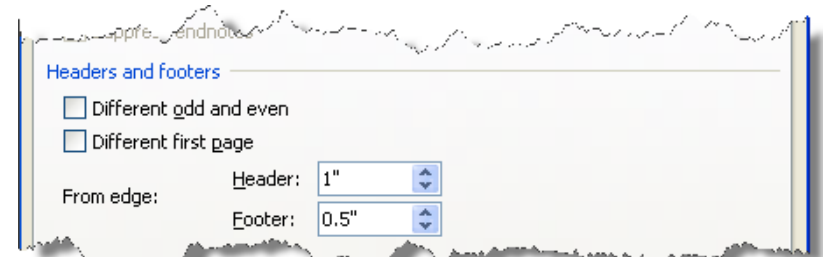 Headers and footers
Different odd and even
Different first page
From edge:
Header: 1"
Footer: 0.5"